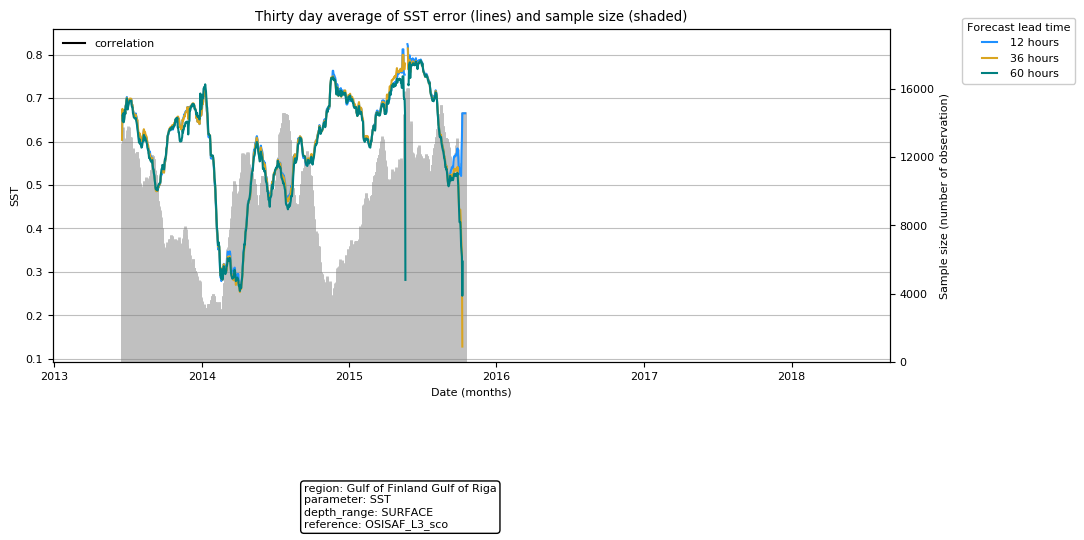 Thirty day average of SST error (lines) and sample size (shaded)
Forecast lead time
12 hours
36 hours
60 hours
correlation
SST
0.8
0.7
0.6
0.5
0.4
0.3
0.2
0.1
16000
12000
8000
4000
0
Sample size (number of observation)
2013
2014
2015
2016
2017
2018
Date (months)
region: Gulf of Finland Gulf of Riga
parameter: SST
depth_range: SURFACE
reference: OSISAF_L3_sco